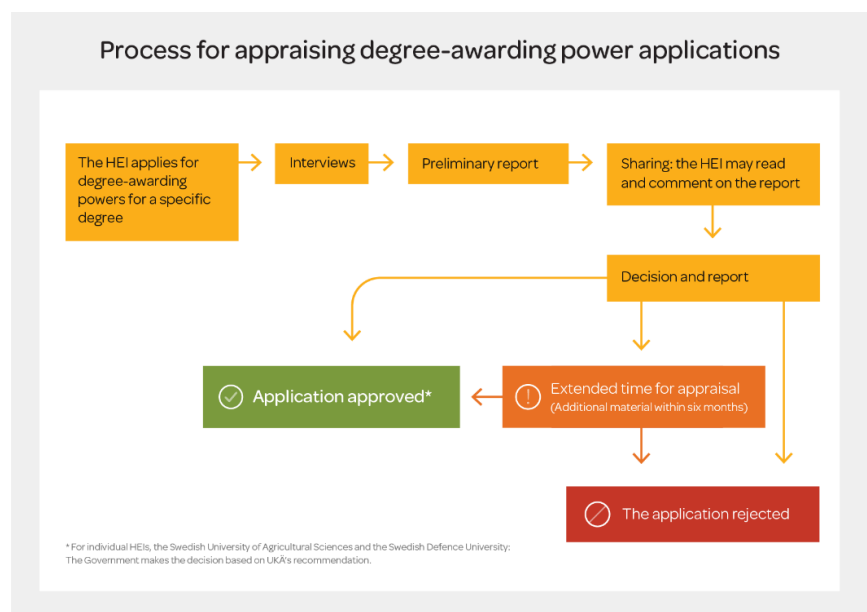 Process for appraising degree-awarding power applications
The HEI applies for
degree-awarding
powers for a specific
degree
Interviews
Preliminary report
Sharing: the HEI may read
and comment on the report
Decision and report
Application approved*
Extended time for appraisal
(Additional material within six months)
The application rejected
* For individual HEIs, the Swedish University of Agricultural Sciences and the Swedish Defence University:
The Government makes the decision based on UKÄ's recommendation.